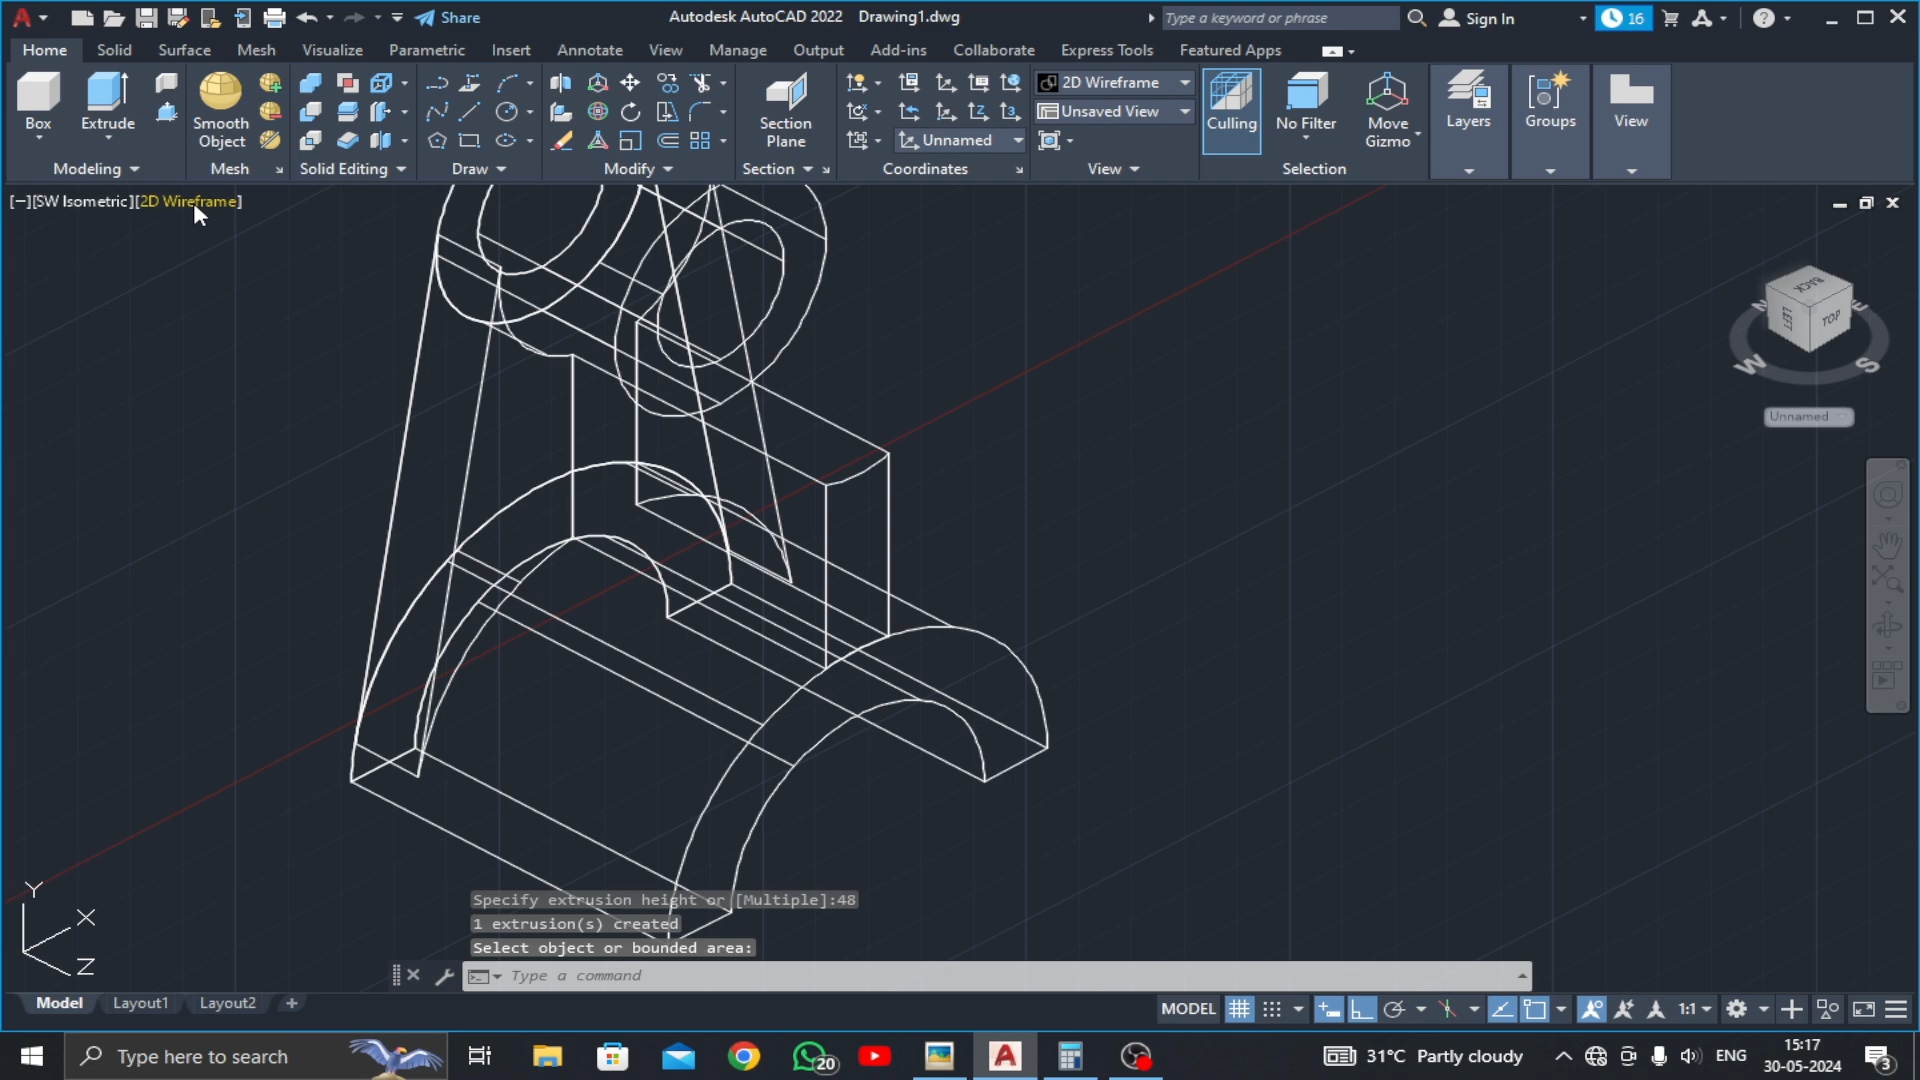 Share
Autodesk AutoCAD 2022 Drawing1.dwg
Type a keyword or phrase
Sign In
16
Home Solid Surface Mesh Visualize Parametric Insert Annotate View Manage Output Add-ins Collaborate Express Tools Featured Apps
Box
Extrude
Smooth
Object
Section
Plane
2D Wireframe
Unsaved View
Unnamed
Culling
No Filter
Move
Gizmo
Layers
Groups
View
Modeling
Mesh
Solid Editing
Draw
Modify
Section
Coordinates
View
Selection
[−][SW Isometric][2D Wireframe]
BACK
LEFT
TOP
N
E
W
S
Unnamed
Y
X
Z
Specify extrusion height or [Multiple]:48
1 extrusion(s) created
Select object or bounded area:
Type a command
Model Layout1 Layout2
MODEL
1:1
Type here to search
20
31°C Partly cloudy
ENG
15:17
30-05-2024
3